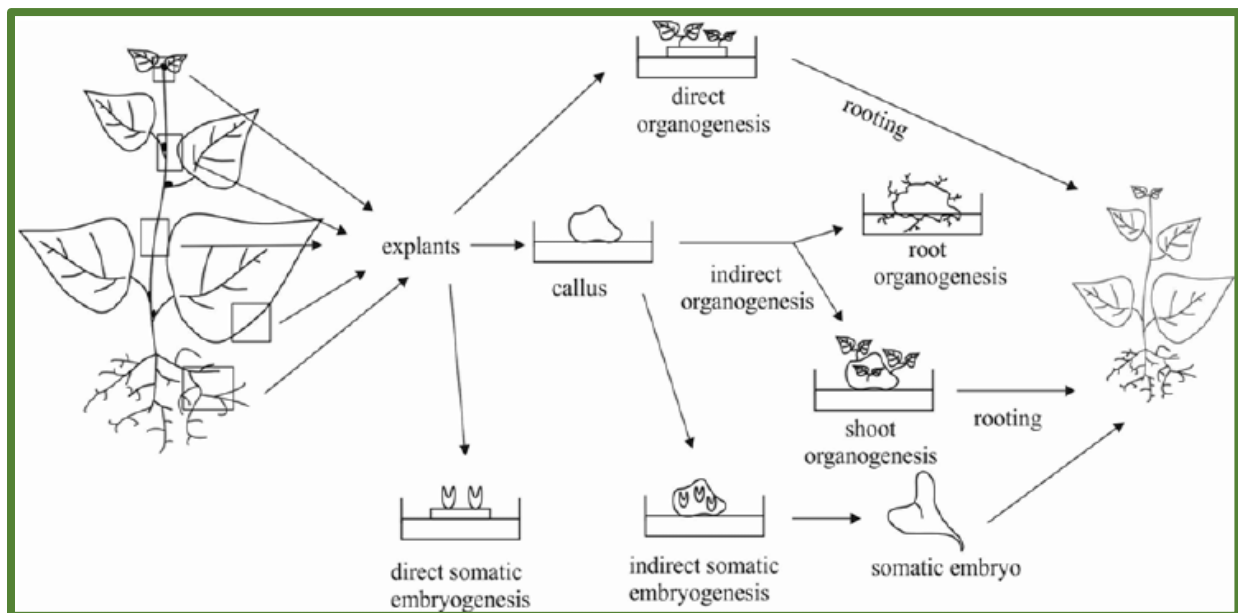 direct
organogenesis
rooting
explants
callus
indirect
organogenesis
root
organogenesis
shoot
organogenesis
rooting
direct somatic
embryogenesis
indirect somatic
embryogenesis
somatic embryo